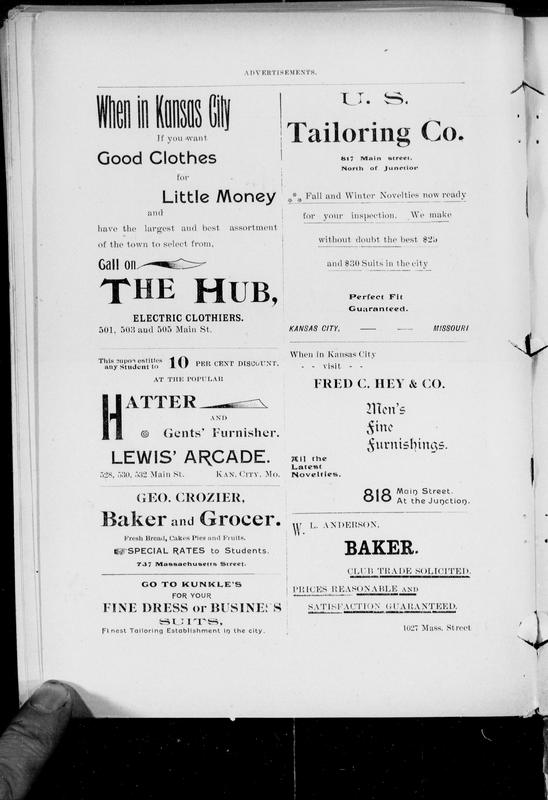 ADVERTISEMENTS.
When in Kansas City
If you want
Good Clothes
for
Little Money
and
have the largest and best assortment
of the town to select from,
Call on
THE HUB,
ELECTRIC CLOTHIERS.
501, 503 and 505 Main St.
This cupon entitles
any Student to
10 PER CENT DISCOUNT.
AT THE POPULAR
HATTER
AND
Gents' Furnisher.
LEWIS' ARCADE.
528, 530, 532 Main St. KAN. CITY, Mo.
GEO. CROZIER,
Baker and Grocer.
Fresh Bread, Cakes Pies and Fruits.
SPECIAL RATES to Students.
737 Massachusetts Street.
GO TO KUNKLE'S
FOR YOUR
FINE DRESS or BUSINESS
SUITS,
Finest Tailoring Establishment in the city.
U. S.
Tailoring Co.
817 Main street.
North of Junction
Fall and Winter Novelties now ready
for your inspection. We make
without doubt the best $25
and $30 Suits in the city
Perfect Fit
Guaranteed.
KANSAS CITY, — — MISSOURI
When in Kansas City
- - visit - -
FRED C. HEY & CO.
Men's
Fine
Furnishings.
All the
Latest
Novelties.
818 Main Street.
At the Junction.
W. L. ANDERSON,
BAKER.
CLUB TRADE SOLICITED.
PRICES REASONABLE AND
SATISFACTION GUARANTEED.
1027 Mass. Street